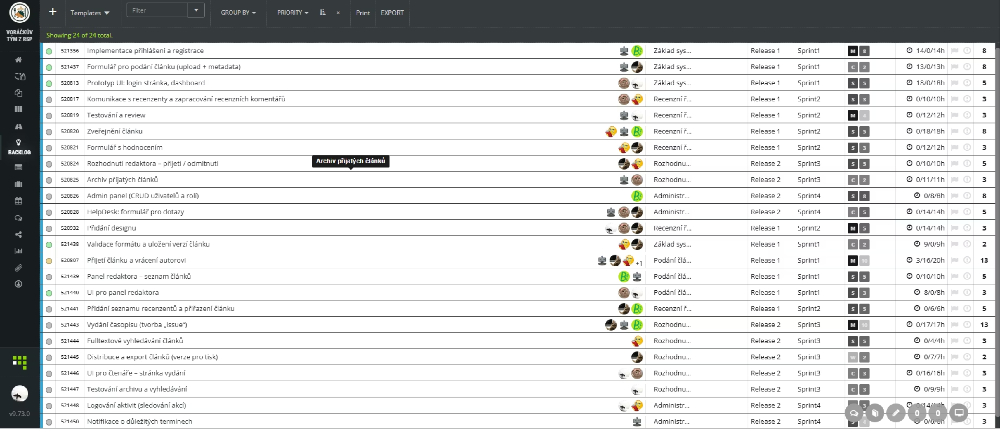 Templates Filter GROUP BY PRIORITY × Print EXPORT
VORÁČKŮV
TÝM Z RSP
Showing 24 of 24 total.
521356 Implementace přihlášení a registrace Základ sys... Release 1 Sprint1 M 8 14/0/14h 8
521437 Formulář pro podání článku (upload + metadata) Základ sys... Release 1 Sprint1 C 2 13/0/13h 8
520813 Prototyp UI: login stránka, dashboard Základ sys... Release 1 Sprint1 S 5 18/0/18h 5
520817 Komunikace s recenzenty a zapracování recenzních komentářů Recenzní ř... Release 1 Sprint2 S 3 0/10/10h 3
520819 Testování a review Recenzní ř... Release 1 Sprint2 M 4 0/12/12h 3
520820 Zveřejnění článku Recenzní ř... Release 1 Sprint2 S 5 0/18/18h 8
520821 Formulář s hodnocením Recenzní ř... Release 1 Sprint2 S 3 0/12/12h 3
BACKLOG
Archiv přijatých článků
520824 Rozhodnutí redaktora – přijetí / odmítnutí Rozhodnu... Release 2 Sprint3 S 5 0/10/10h 5
520825 Archiv přijatých článků Rozhodnu... Release 2 Sprint3 C 2 0/11/11h 3
520826 Admin panel (CRUD uživatelů a rolí) Administr... Release 2 Sprint4 S 8 0/8/8h 8
520828 HelpDesk: formulář pro dotazy Administr... Release 2 Sprint4 C 5 0/14/14h 5
520932 Přidání designu Recenzní ř... Release 1 Sprint2 M 5 0/14/14h 3
521438 Validace formátu a uložení verzí článku Základ sys... Release 1 Sprint1 C 2 9/0/9h 2
520807 Přijetí článku a vrácení autorovi +1 Podání člá... Release 1 Sprint1 M 10 3/16/20h 13
521439 Panel redaktora – seznam článků Podání člá... Release 1 Sprint1 S 5 0/10/10h 5
521440 UI pro panel redaktora Podání člá... Release 1 Sprint1 S 3 8/0/8h 3
521441 Přidání seznamu recenzentů a přiřazení článku Recenzní ř... Release 1 Sprint2 S 5 0/6/6h 5
521443 Vydání časopisu (tvorba „issue“) Rozhodnu... Release 2 Sprint3 M 10 0/17/17h 13
521444 Fulltextové vyhledávání článků Rozhodnu... Release 2 Sprint3 S 5 0/4/4h 3
521445 Distribuce a export článků (verze pro tisk) Rozhodnu... Release 2 Sprint3 W 2 0/7/7h 2
521446 UI pro čtenáře – stránka vydání Rozhodnu... Release 2 Sprint3 C 3 0/16/16h 3
521447 Testování archivu a vyhledávání Rozhodnu... Release 2 Sprint3 C 3 0/9/9h 3
521448 Logování aktivit (sledování akcí) Administr... Release 2 Sprint4 3 0/14/14h 3
0 0
v9.73.0
521450 Notifikace o důležitých termínech Administr... Release 2 Sprint4 S 4 0/6/6h 3